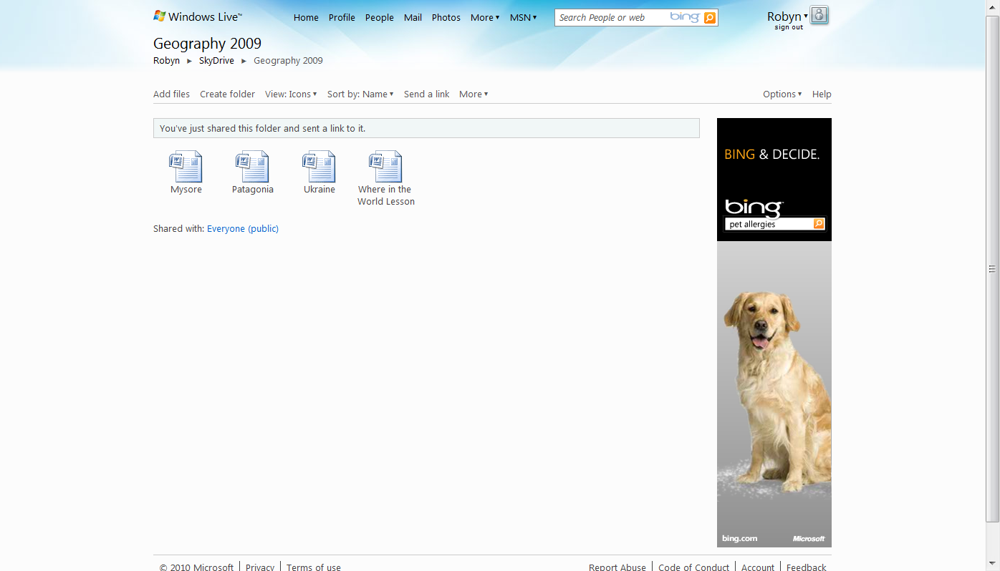 Windows Live™ Home Profile People Mail Photos More MSN Search People or web bing Robyn
sign out
Geography 2009
Robyn ► SkyDrive ► Geography 2009
Add files Create folder View: Icons Sort by: Name Send a link More Options Help
You've just shared this folder and sent a link to it.
Mysore Patagonia Ukraine Where in the
World Lesson
Shared with: Everyone (public)
BING & DECIDE.
bing™
pet allergies
bing.com Microsoft
© 2010 Microsoft Privacy Terms of use Report Abuse Code of Conduct Account Feedback